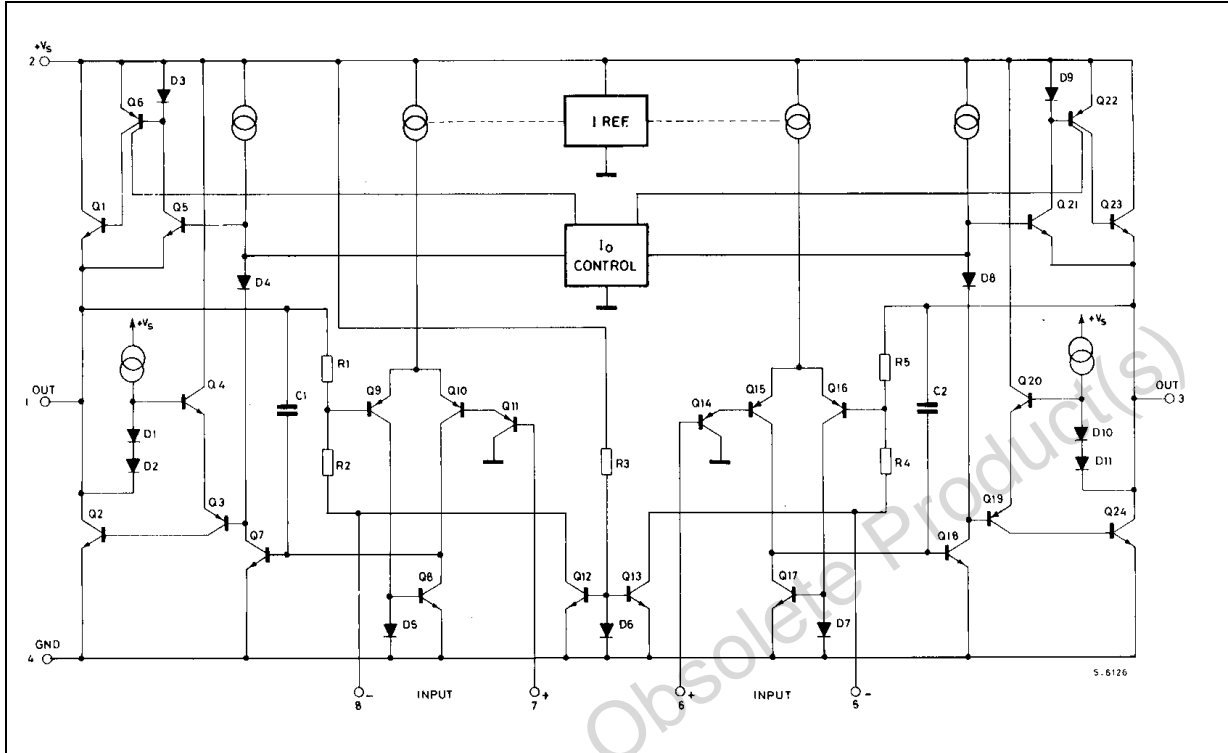 +Vs
2
D3
D9
Q6
Q22
I REF.
Q1
Q5
Q21
Q23
Io
CONTROL
D4
D8
+Vs
+Vs
R1
R5
Q4
Q9
Q10
Q11
Q14
Q15
Q16
C1
C2
Q20
OUT
1
OUT
3
D1
D2
R2
R3
R4
D10
D11
Q2
Q3
Q7
Q19
Q18
Q24
Q8
Q12
Q13
Q17
D5
D6
D7
GND
4
S-6126
- INPUT +
8 7
+ INPUT -
6 5
Obsolete Product(s)